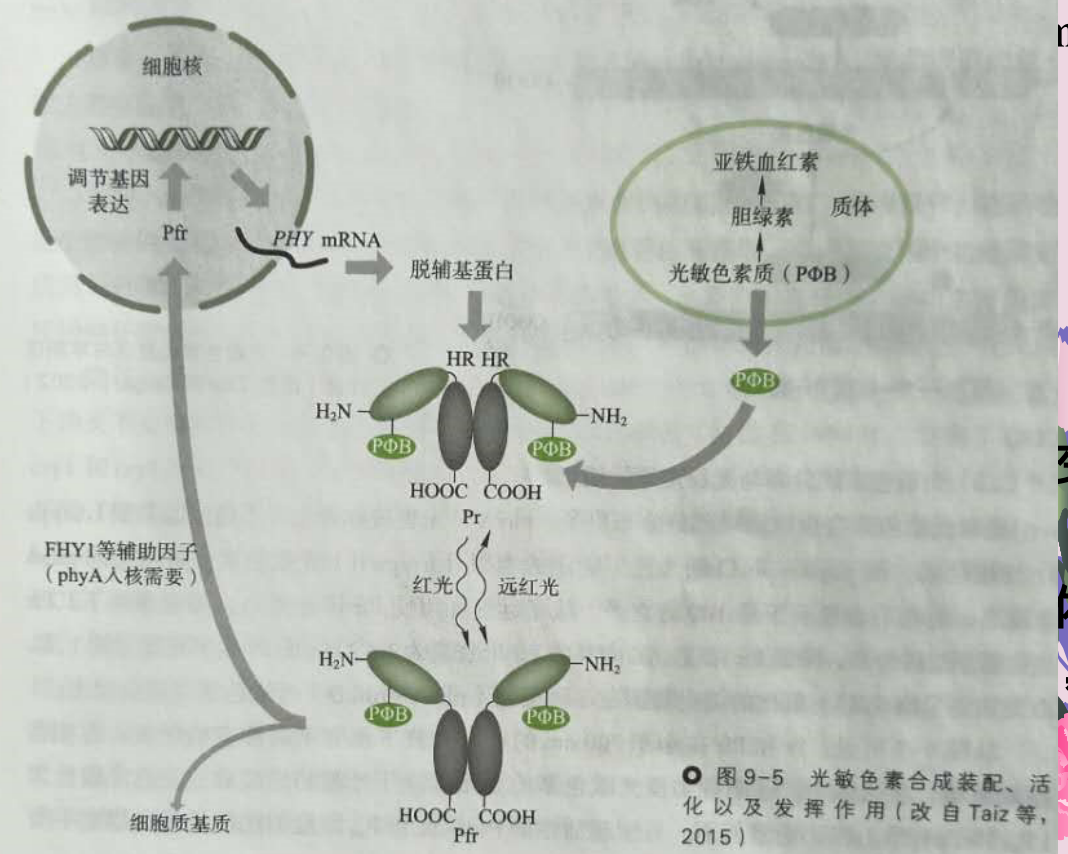 细胞核
调节基因
表达
Pfr
PHY mRNA
脱辅基蛋白
亚铁血红素
胆绿素
质体
光敏色素质（PΦB）
PΦB
HR HR
H₂N
NH₂
PΦB
PΦB
HOOC
COOH
Pr
FHY1等辅助因子
（phyA入核需要）
红光
远红光
H₂N
NH₂
PΦB
PΦB
HOOC
COOH
Pfr
细胞质基质
图9-5 光敏色素合成装配、活
化以及发挥作用（改自Taiz等，
2015）